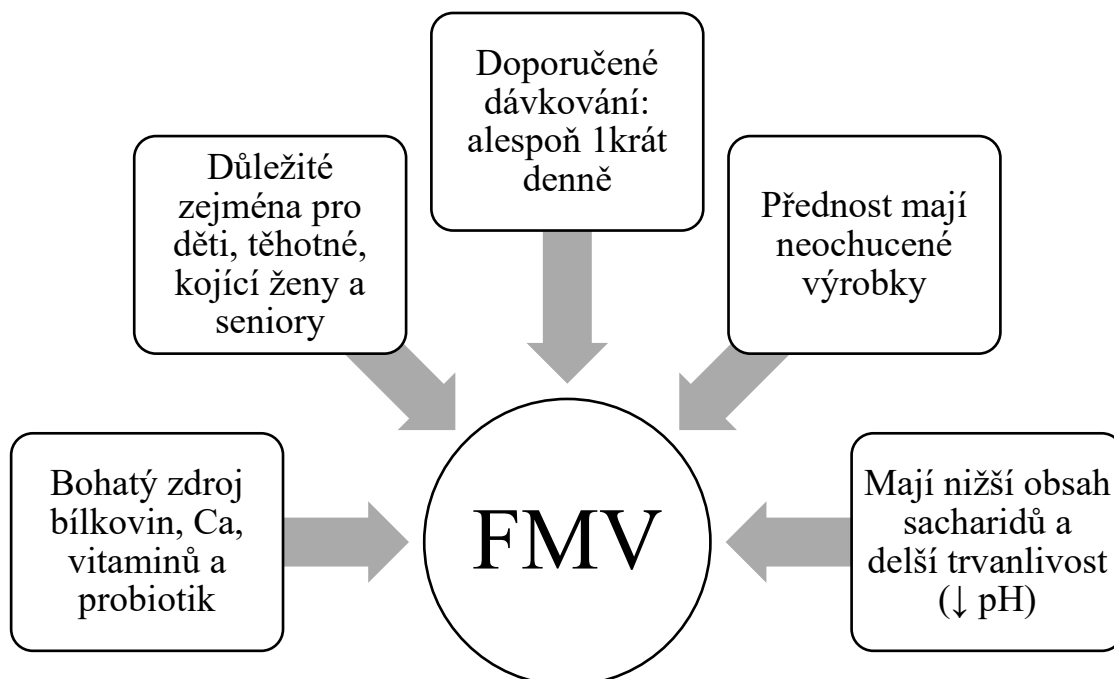 Doporučené
dávkování:
alespoň 1krát
denně
Důležité
zejména pro
děti, těhotné,
kojící ženy a
seniory
Přednost mají
neochucené
výrobky
Bohatý zdroj
bílkovin, Ca,
vitaminů a
probiotik
FMV
Mají nižší obsah
sacharidů a
delší trvanlivost
(↓ pH)